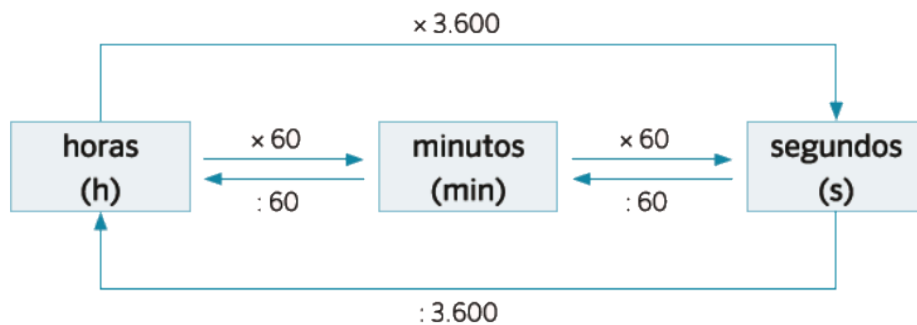 × 3.600
horas
(h)
× 60
: 60
minutos
(min)
× 60
: 60
segundos
(s)
: 3.600